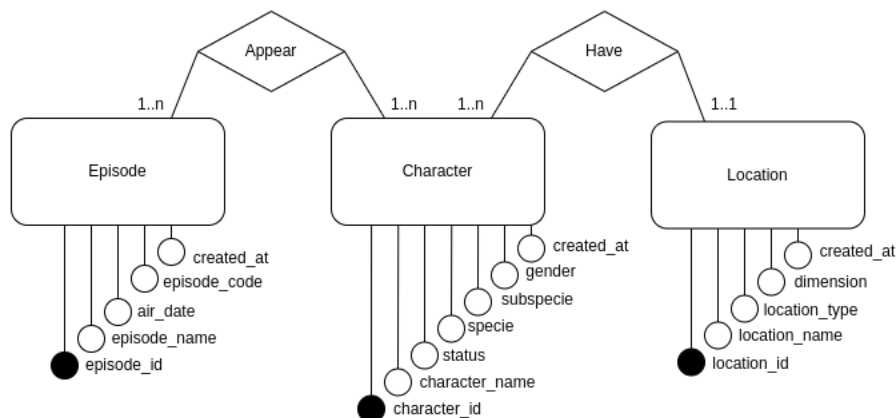 Appear
Have
1..n
1..n
1..n
1..1
Episode
Character
Location
created_at
episode_code
air_date
episode_name
episode_id
created_at
gender
subspecie
specie
status
character_name
character_id
created_at
dimension
location_type
location_name
location_id